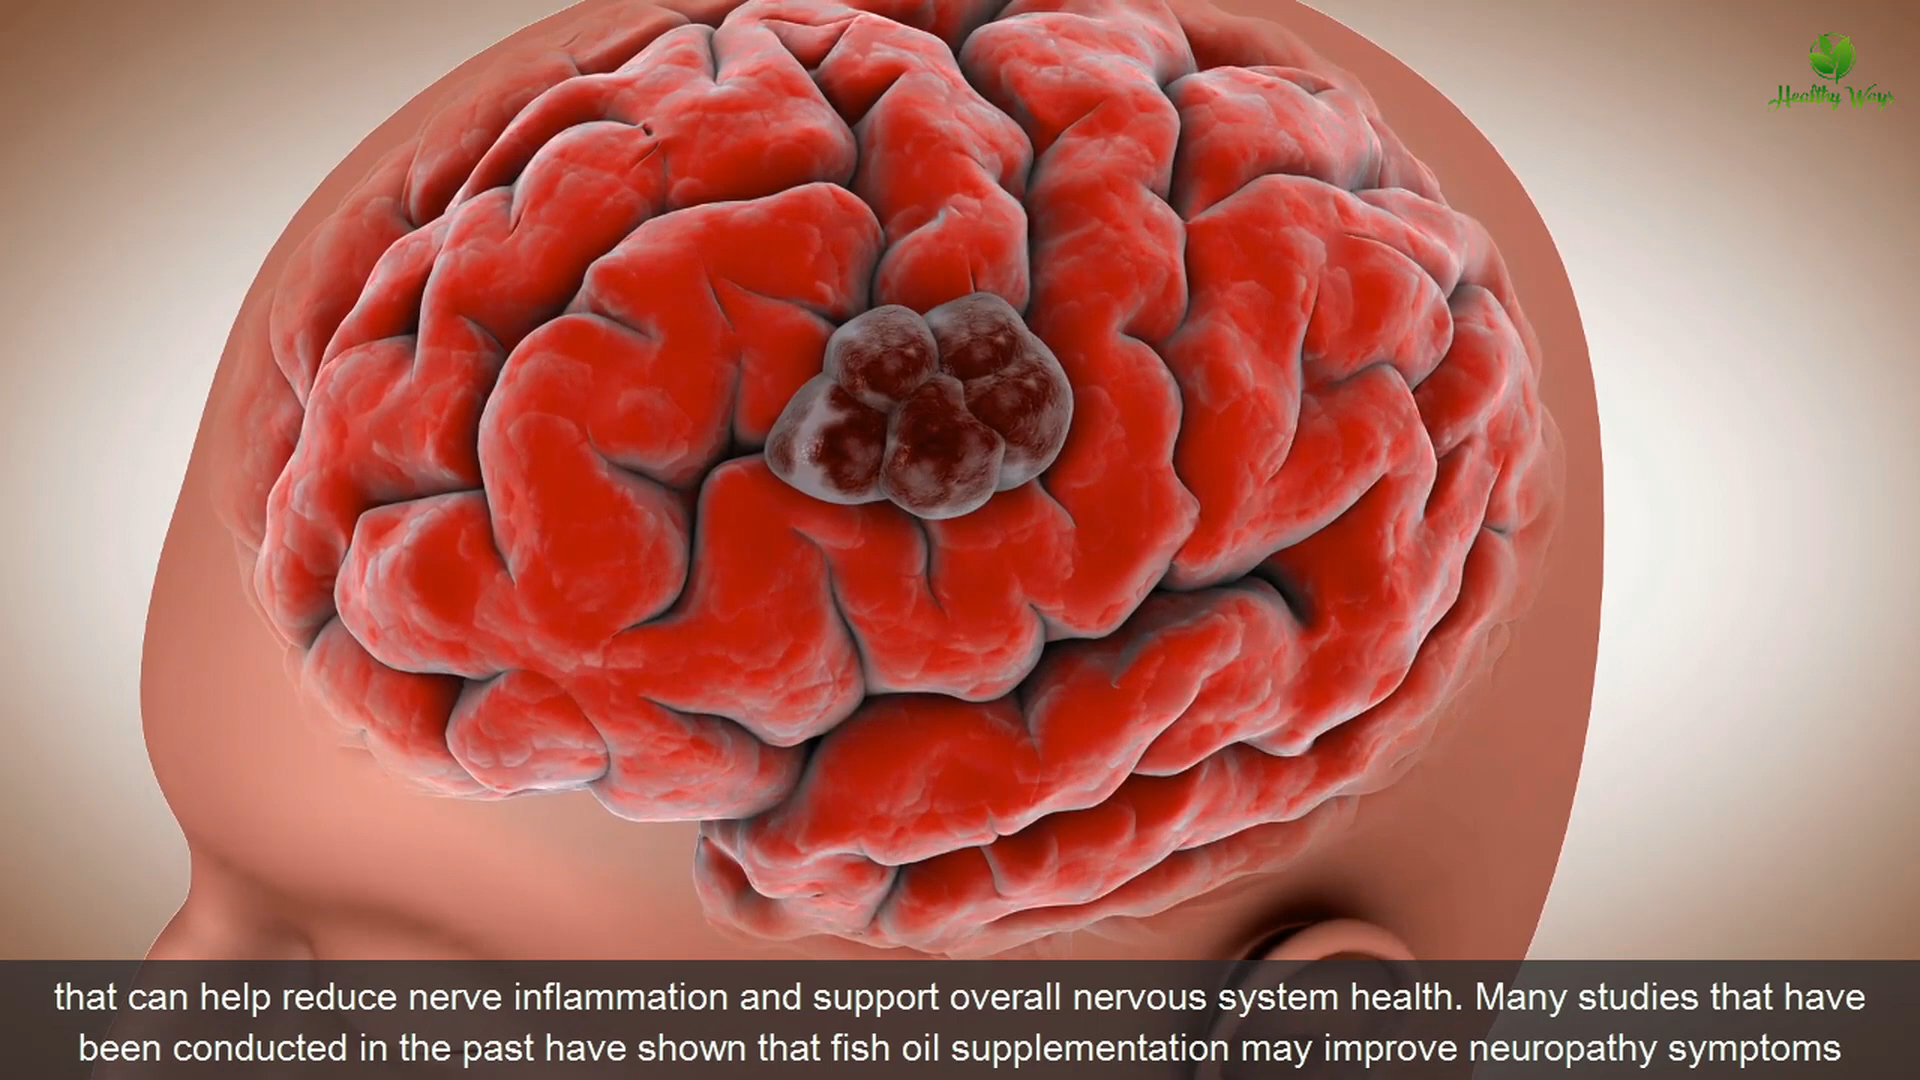 Healthy Ways
that can help reduce nerve inflammation and support overall nervous system health. Many studies that have
been conducted in the past have shown that fish oil supplementation may improve neuropathy symptoms